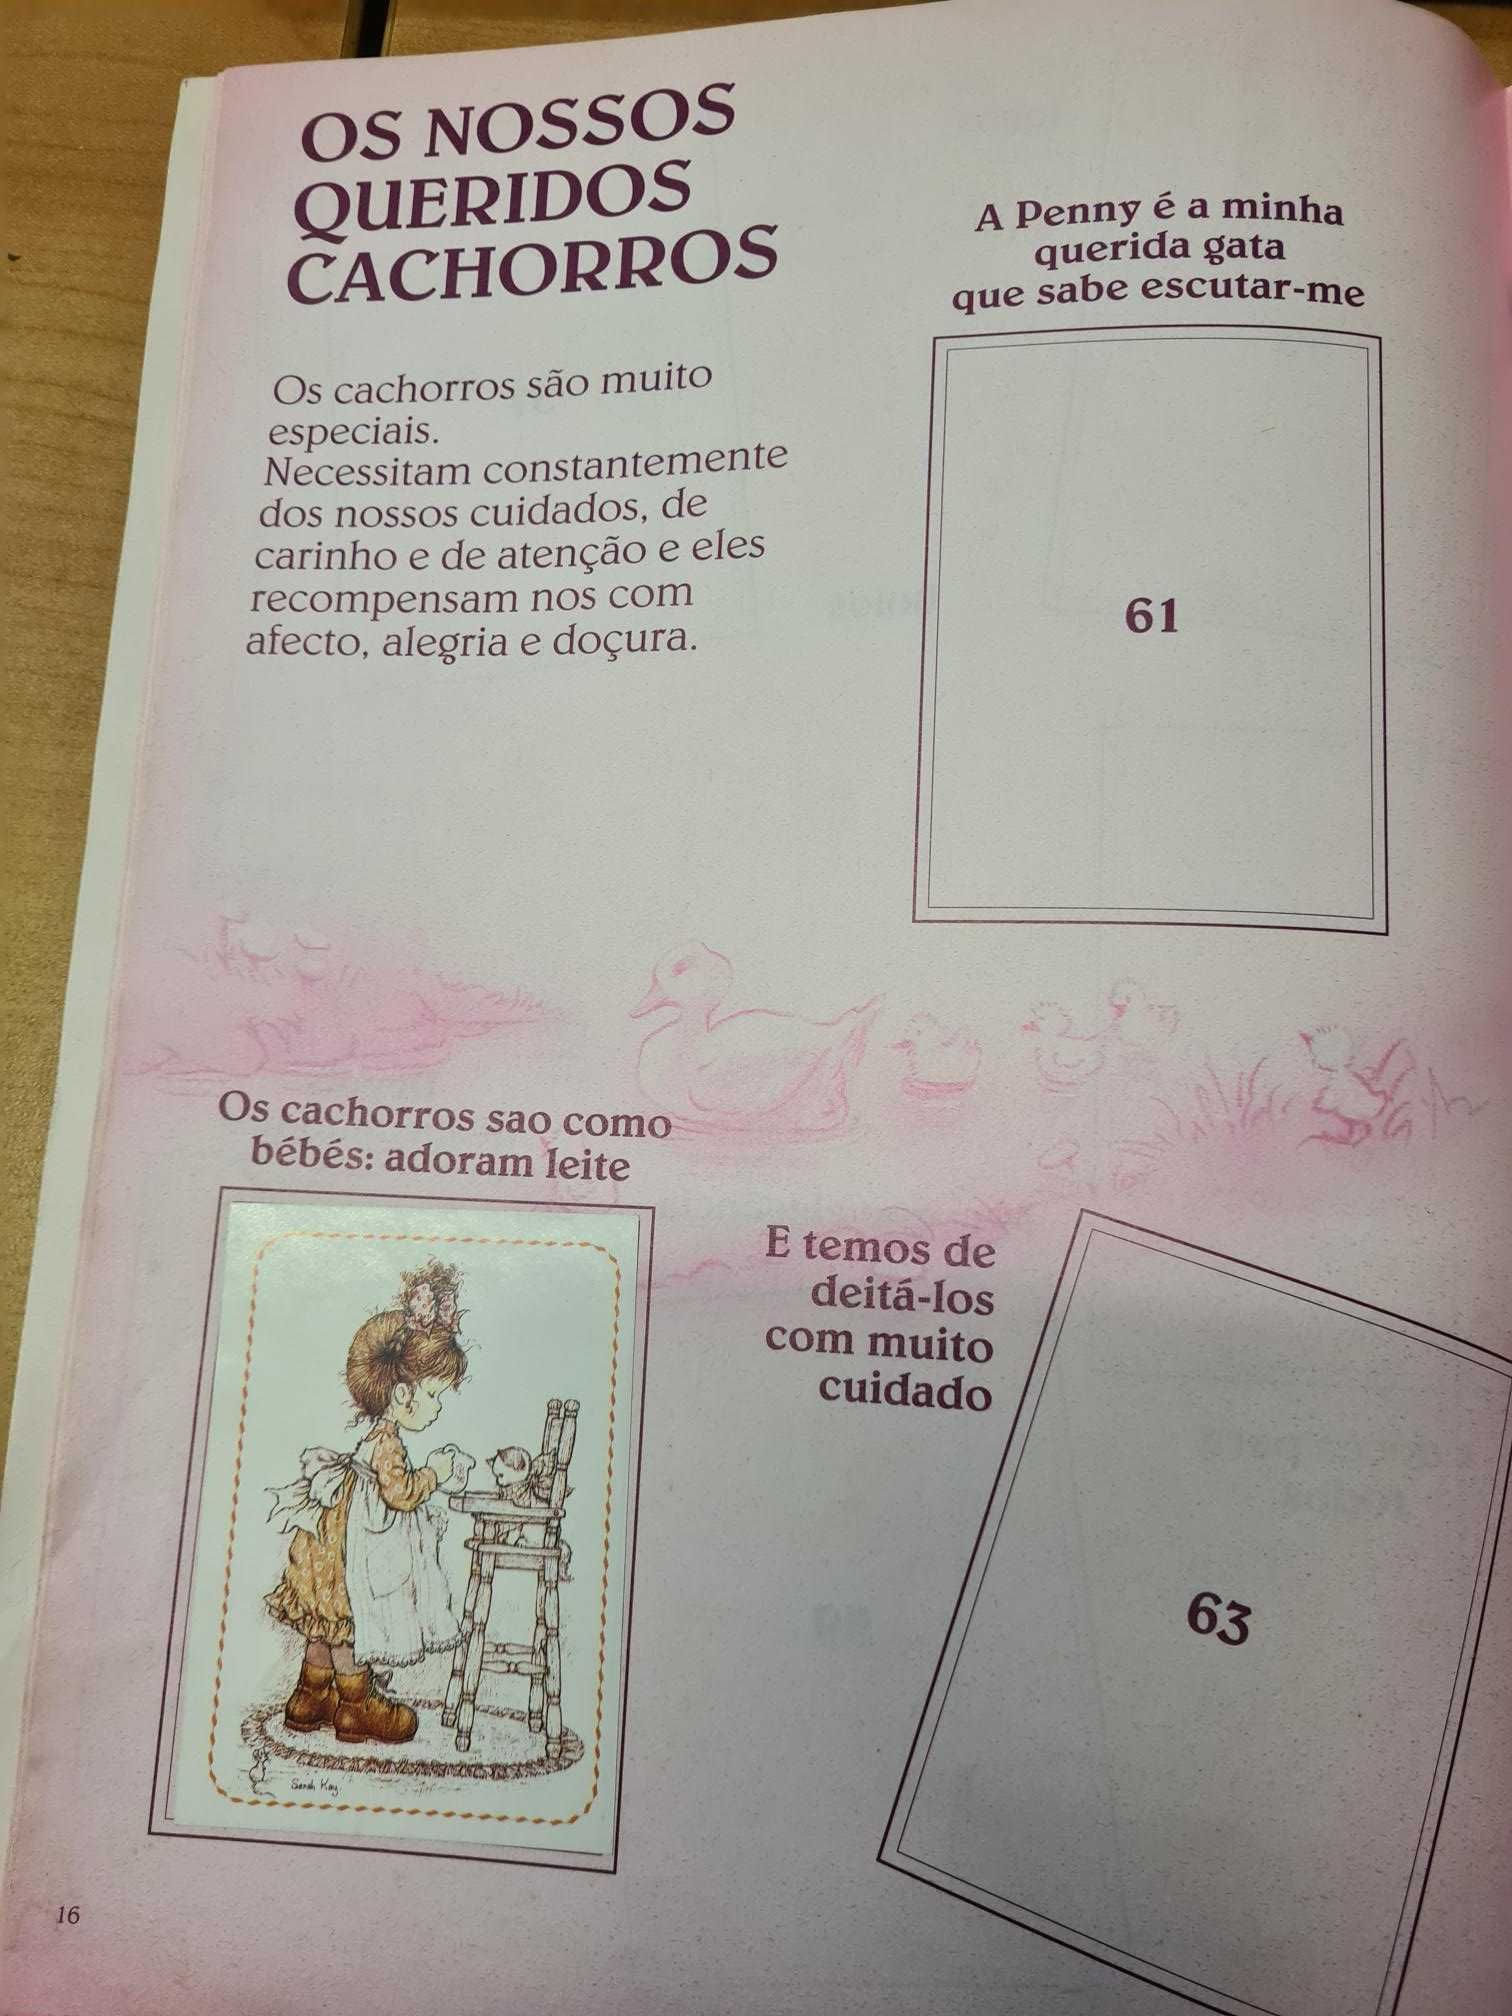 OS NOSSOS
QUERIDOS
CACHORROS
Os cachorros são muito
especiais.
Necessitam constantemente
dos nossos cuidados, de
carinho e de atenção e eles
recompensam nos com
afecto, alegria e doçura.
A Penny é a minha
querida gata
que sabe escutar-me
61
Os cachorros sao como
bébés: adoram leite
Sarah Kay
E temos de
deitá-los
com muito
cuidado
63
16